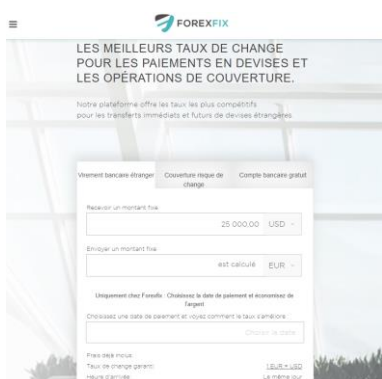 FOREXFIX
LES MEILLEURS TAUX DE CHANGE
POUR LES PAIEMENTS EN DEVISES ET
LES OPÉRATIONS DE COUVERTURE.
Notre plateforme offre les taux les plus compétitifs
pour les transferts immédiats et futurs de devises étrangères.
Virement bancaire étranger
Couverture risque de
change
Compte bancaire gratuit
Recevoir un montant fixe
25 000,00 USD
Envoyer un montant fixe
est calculé EUR
Uniquement chez Forexfix : Choisissez la date de paiement et économisez de
l'argent
Choisissez une date de paiement et voyez comment le taux s'améliore :
Choisir la date
Frais déjà inclus
Taux de change garanti 1 EUR = USD
Heure d'arrivée Le même jour